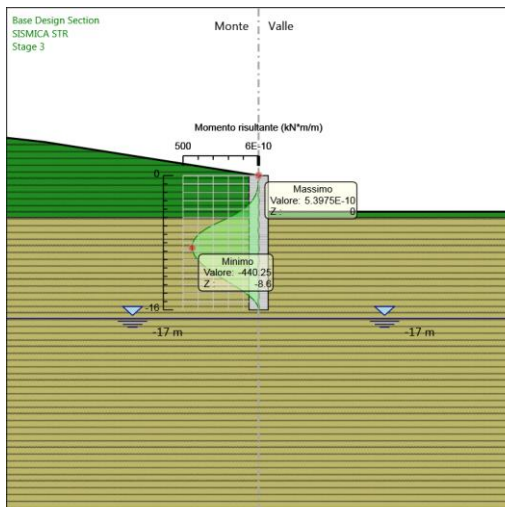 Base Design Section
SISMICA STR
Stage 3
Monte Valle
Momento risultante (kN*m/m)
500 6E-10
0
Massimo
Valore: 5.3975E-10
Z : 0
Minimo
Valore: -440.25
Z : -8.6
-16
-17 m -17 m